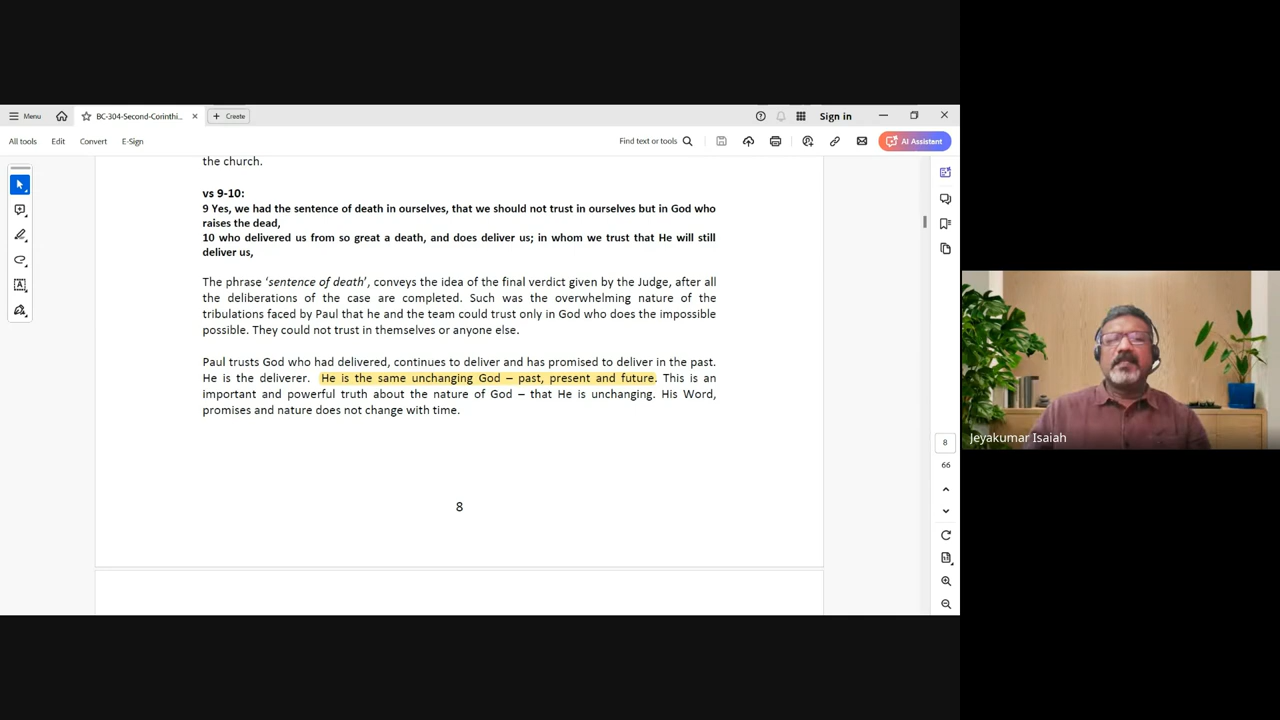 Menu
BC-304-Second-Corinthi...
Create
Sign in
All tools Edit Convert E-Sign
Find text or tools
AI Assistant
the church.
vs 9-10:
9 Yes, we had the sentence of death in ourselves, that we should not trust in ourselves but in God who
raises the dead,
10 who delivered us from so great a death, and does deliver us; in whom we trust that He will still
deliver us,
The phrase ‘sentence of death’, conveys the idea of the final verdict given by the Judge, after all
the deliberations of the case are completed. Such was the overwhelming nature of the
tribulations faced by Paul that he and the team could trust only in God who does the impossible
possible. They could not trust in themselves or anyone else.
Paul trusts God who had delivered, continues to deliver and has promised to deliver in the past.
He is the deliverer. He is the same unchanging God – past, present and future. This is an
important and powerful truth about the nature of God – that He is unchanging. His Word,
promises and nature does not change with time.
8
8
66
Jeyakumar Isaiah